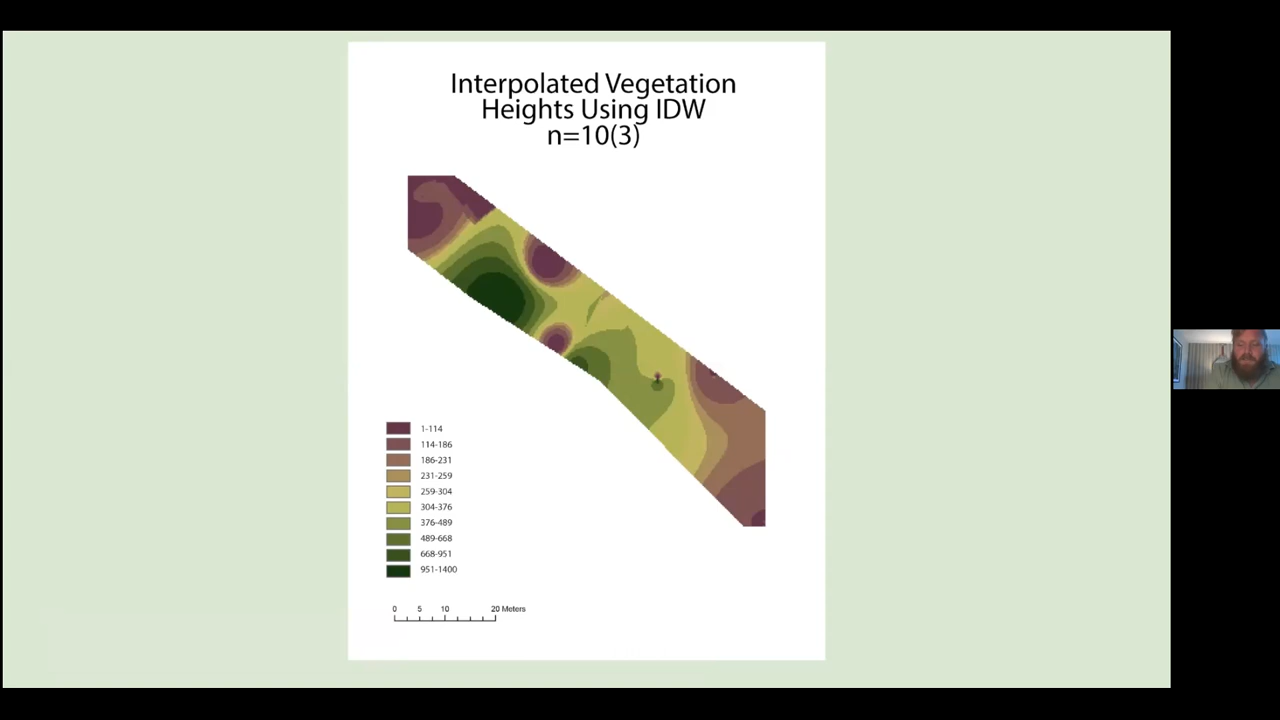 Interpolated Vegetation
Heights Using IDW
n=10(3)
1-114
114-186
186-231
231-259
259-304
304-376
376-489
489-668
668-951
951-1400
0 5 10 20 Meters